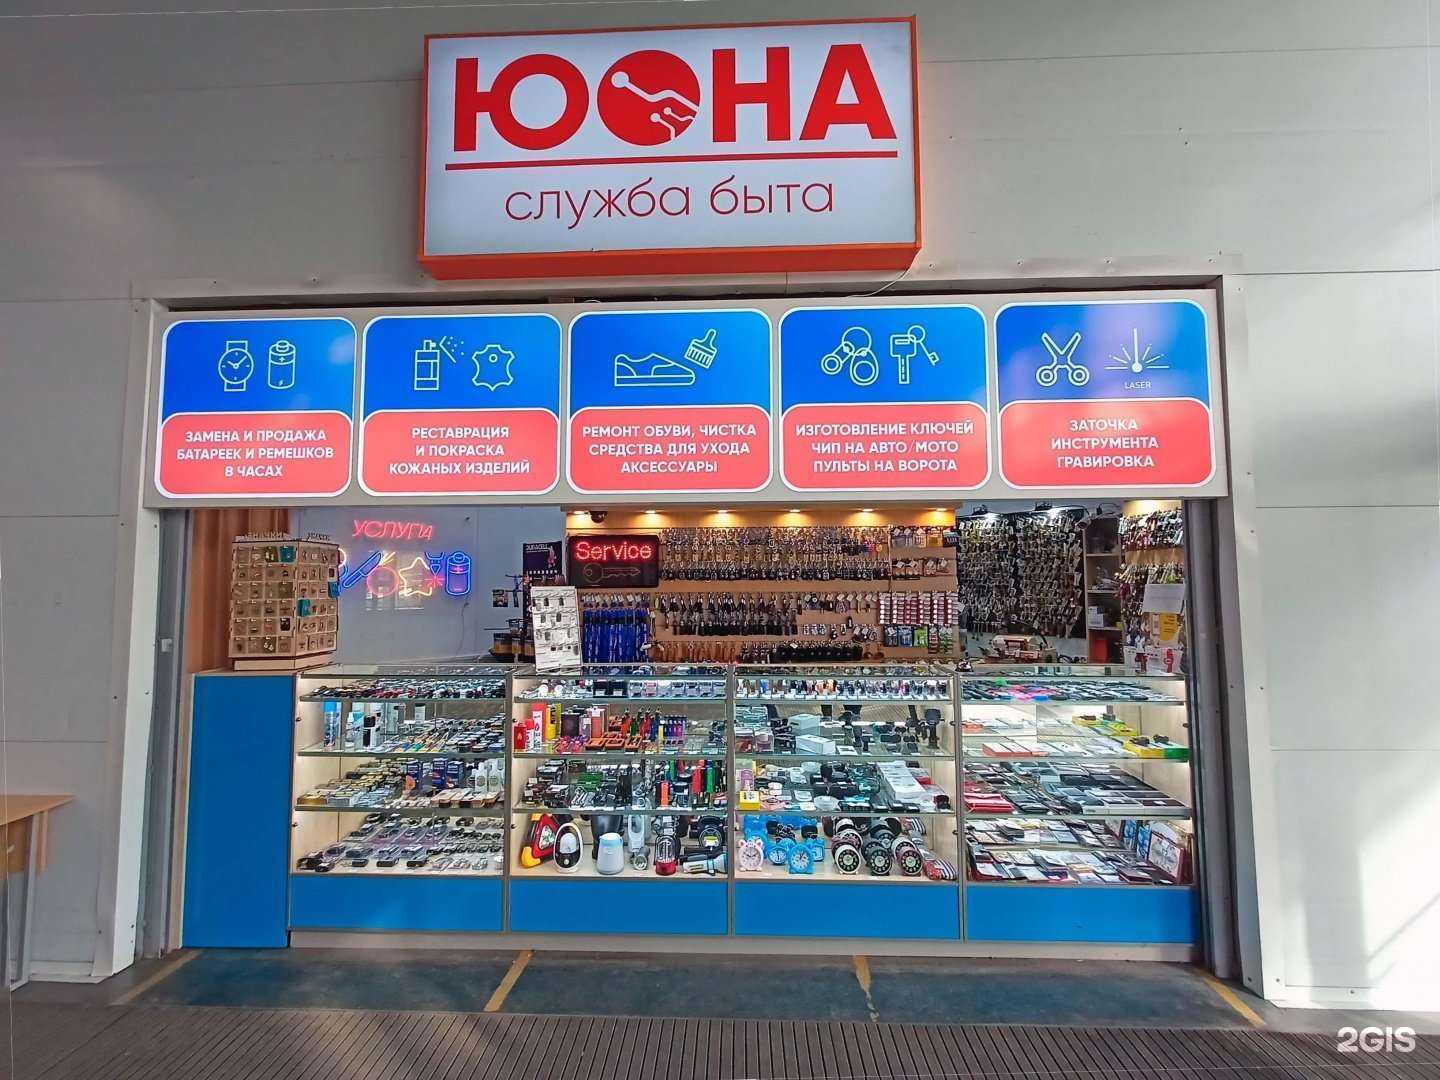 ЮОНА
служба быта
ЗАМЕНА И ПРОДАЖА
БАТАРЕЕК И РЕМЕШКОВ
В ЧАСАХ
РЕСТАВРАЦИЯ
И ПОКРАСКА
КОЖАНЫХ ИЗДЕЛИЙ
РЕМОНТ ОБУВИ, ЧИСТКА
СРЕДСТВА ДЛЯ УХОДА
АКСЕССУАРЫ
ИЗГОТОВЛЕНИЕ КЛЮЧЕЙ
ЧИП НА АВТО/МОТО
ПУЛЬТЫ НА ВОРОТА
LASER
ЗАТОЧКА
ИНСТРУМЕНТА
ГРАВИРОВКА
УСЛУГИ
Service
DURACELL
2GIS